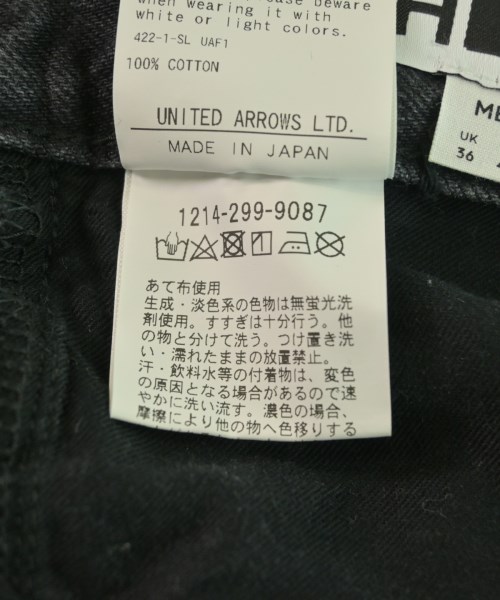 when wearing it with
white or light colors.
422-1-SL UAF1
100% COTTON
UNITED ARROWS LTD.
MADE IN JAPAN
UK
36
1214-299-9087
あて布使用
生成・淡色系の色物は無蛍光洗
剤使用。すすぎは十分行う。他
の物と分けて洗う。つけ置き洗
い・濡れたままの放置禁止。
汗・飲料水等の付着物は、変色
の原因となる場合があるので速
やかに洗い流す。濃色の場合、
摩擦により他の物へ色移りする